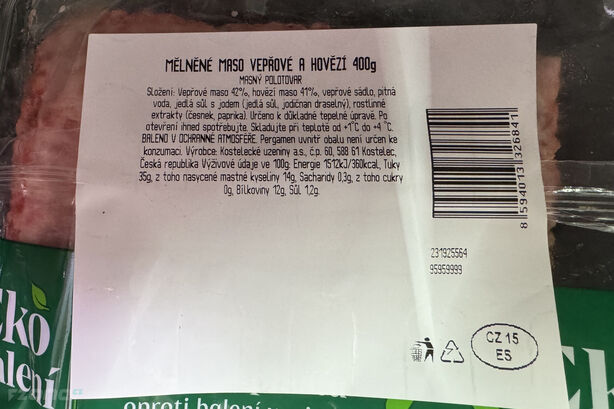 MĚLNĚNÉ MASO VEPŘOVÉ A HOVĚZÍ 400g
MASNÝ POLOTOVAR
Složení: Vepřové maso 42%, hovězí maso 41%, vepřové sádlo, pitná
voda, jedlá sůl s jodem (jedlá sůl, jodičnan draselný), rostlinné
extrakty (česnek, paprika). Určeno k důkladné tepelné úpravě. Po
otevření ihned spotřebujte. Skladujte při teplotě od +1°C do +4 °C.
BALENO V OCHRANNÉ ATMOSFÉŘE. Pergamen uvnitř obalu není určen ke
konzumaci. Výrobce: Kostelecké uzeniny a.s., č.p. 60, 588 61 Kostelec,
Česká republika Výživové údaje ve 100g: Energie 1512kJ/360kcal, Tuky
35g, z toho nasycené mastné kyseliny 14g, Sacharidy 0,3g, z toho cukry
0g, Bílkoviny 12g, Sůl 1,2g.
8 594013 326841
231925564
95959999
CZ 15
ES
Eko
balení
oproti balení